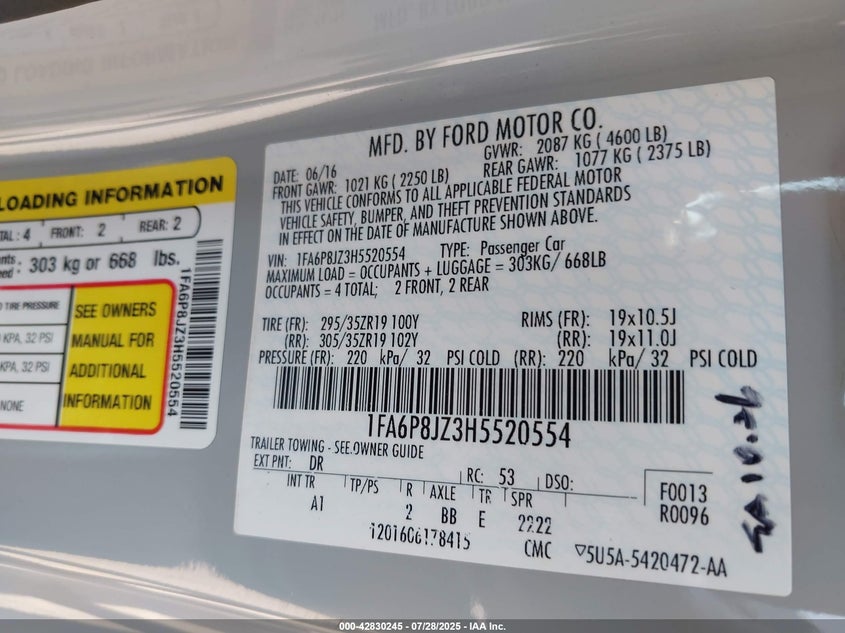 LOADING INFORMATION
TAL: 4 FRONT: 2 REAR: 2
303 kg or 668 lbs.
TIRE PRESSURE
KPA, 32 PSI
KPA, 32 PSI
NONE
SEE OWNERS
MANUAL FOR
ADDITIONAL
INFORMATION
1FA6P8JZ3H5520554
MFD. BY FORD MOTOR CO.
DATE: 06/16 GVWR: 2087 KG ( 4600 LB)
FRONT GAWR: 1021 KG ( 2250 LB) REAR GAWR: 1077 KG ( 2375 LB)
THIS VEHICLE CONFORMS TO ALL APPLICABLE FEDERAL MOTOR
VEHICLE SAFETY, BUMPER, AND THEFT PREVENTION STANDARDS
IN EFFECT ON THE DATE OF MANUFACTURE SHOWN ABOVE.
VIN: 1FA6P8JZ3H5520554 TYPE: Passenger Car
MAXIMUM LOAD = OCCUPANTS + LUGGAGE = 303KG/ 668LB
OCCUPANTS = 4 TOTAL; 2 FRONT, 2 REAR
TIRE (FR): 295/35ZR19 100Y RIMS (FR): 19x10.5J
(RR): 305/35ZR19 102Y (RR): 19x11.0J
PRESSURE (FR): 220 kPa/ 32 PSI COLD (RR): 220 kPa/ 32 PSI COLD
1FA6P8JZ3H5520554
TRAILER TOWING - SEE.OWNER GUIDE
EXT PNT: DR RC: 53 DSO:
INT TR TP/PS R AXLE TR SPR
A1 2 BB E 2222
F0013
R0096
1201606178415 CMC ▽5U5A-5420472-AA
000-42830245 - 07/28/2025 - IAA Inc.